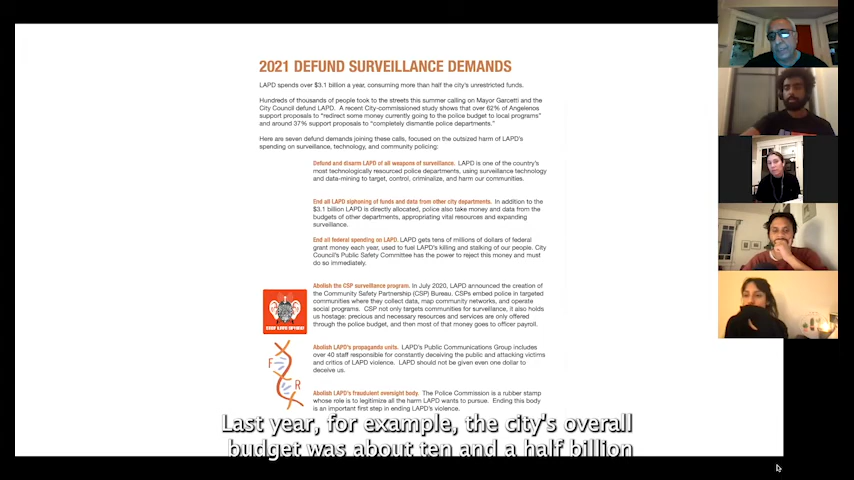 2021 DEFUND SURVEILLANCE DEMANDS
LAPD spends over $3.1 billion a year, consuming more than half the city's unrestricted funds.
Hundreds of thousands of people took to the streets this summer calling on Mayor Garcetti and the
City Council defund LAPD. A recent City-commissioned study shows that over 62% of Angelenos
support proposals to "redirect some money currently going to the police budget to local programs"
and around 37% support proposals to "completely dismantle police departments."
Here are seven defund demands joining these calls, focused on the outsized harm of LAPD's
spending on surveillance, technology, and community policing:
Defund and disarm LAPD of all weapons of surveillance. LAPD is one of the country's
most technologically resourced police departments, using surveillance technology
and data-mining to target, control, criminalize, and harm our communities.
End all LAPD siphoning of funds and data from other city departments. In addition to the
$3.1 billion LAPD is directly allocated, police also take money and data from the
budgets of other departments, appropriating vital resources and expanding
surveillance.
End all federal spending on LAPD. LAPD gets tens of millions of dollars of federal
grant money each year, used to fuel LAPD's killing and stalking of our people. City
Council's Public Safety Committee has the power to reject this money and must
do so immediately.
Abolish the CSP surveillance program. In July 2020, LAPD announced the creation of
the Community Safety Partnership (CSP) Bureau. CSPs embed police in targeted
communities where they collect data, map community networks, and operate
social programs. CSP not only targets communities for surveillance, it also holds
us hostage: precious and necessary resources and services are only offered
through the police budget, and then most of that money goes to officer payroll.
STOP LAPD SPYING
Abolish LAPD's propaganda units. LAPD's Public Communications Group includes
over 40 staff responsible for constantly deceiving the public and attacking victims
and critics of LAPD violence. LAPD should not be given even one dollar to
deceive us.
F
R
Abolish LAPD's fraudulent oversight body. The Police Commission is a rubber stamp
whose role is to legitimize all the harm LAPD wants to pursue. Ending this body
is an important first step in ending LAPD's violence.
Last year, for example, the city's overall
budget was about ten and a half billion